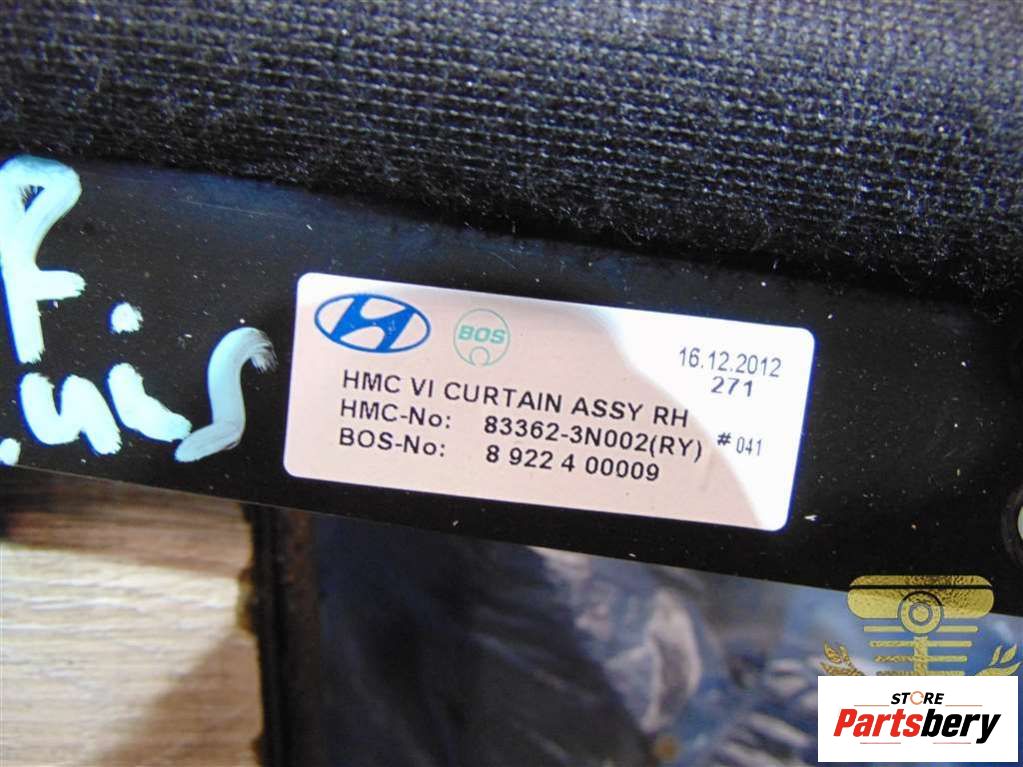 BOS
16.12.2012
271
HMC VI CURTAIN ASSY RH
HMC-No: 83362-3N002(RY) # 041
BOS-No: 8 922 4 00009
STORE
Partsbery